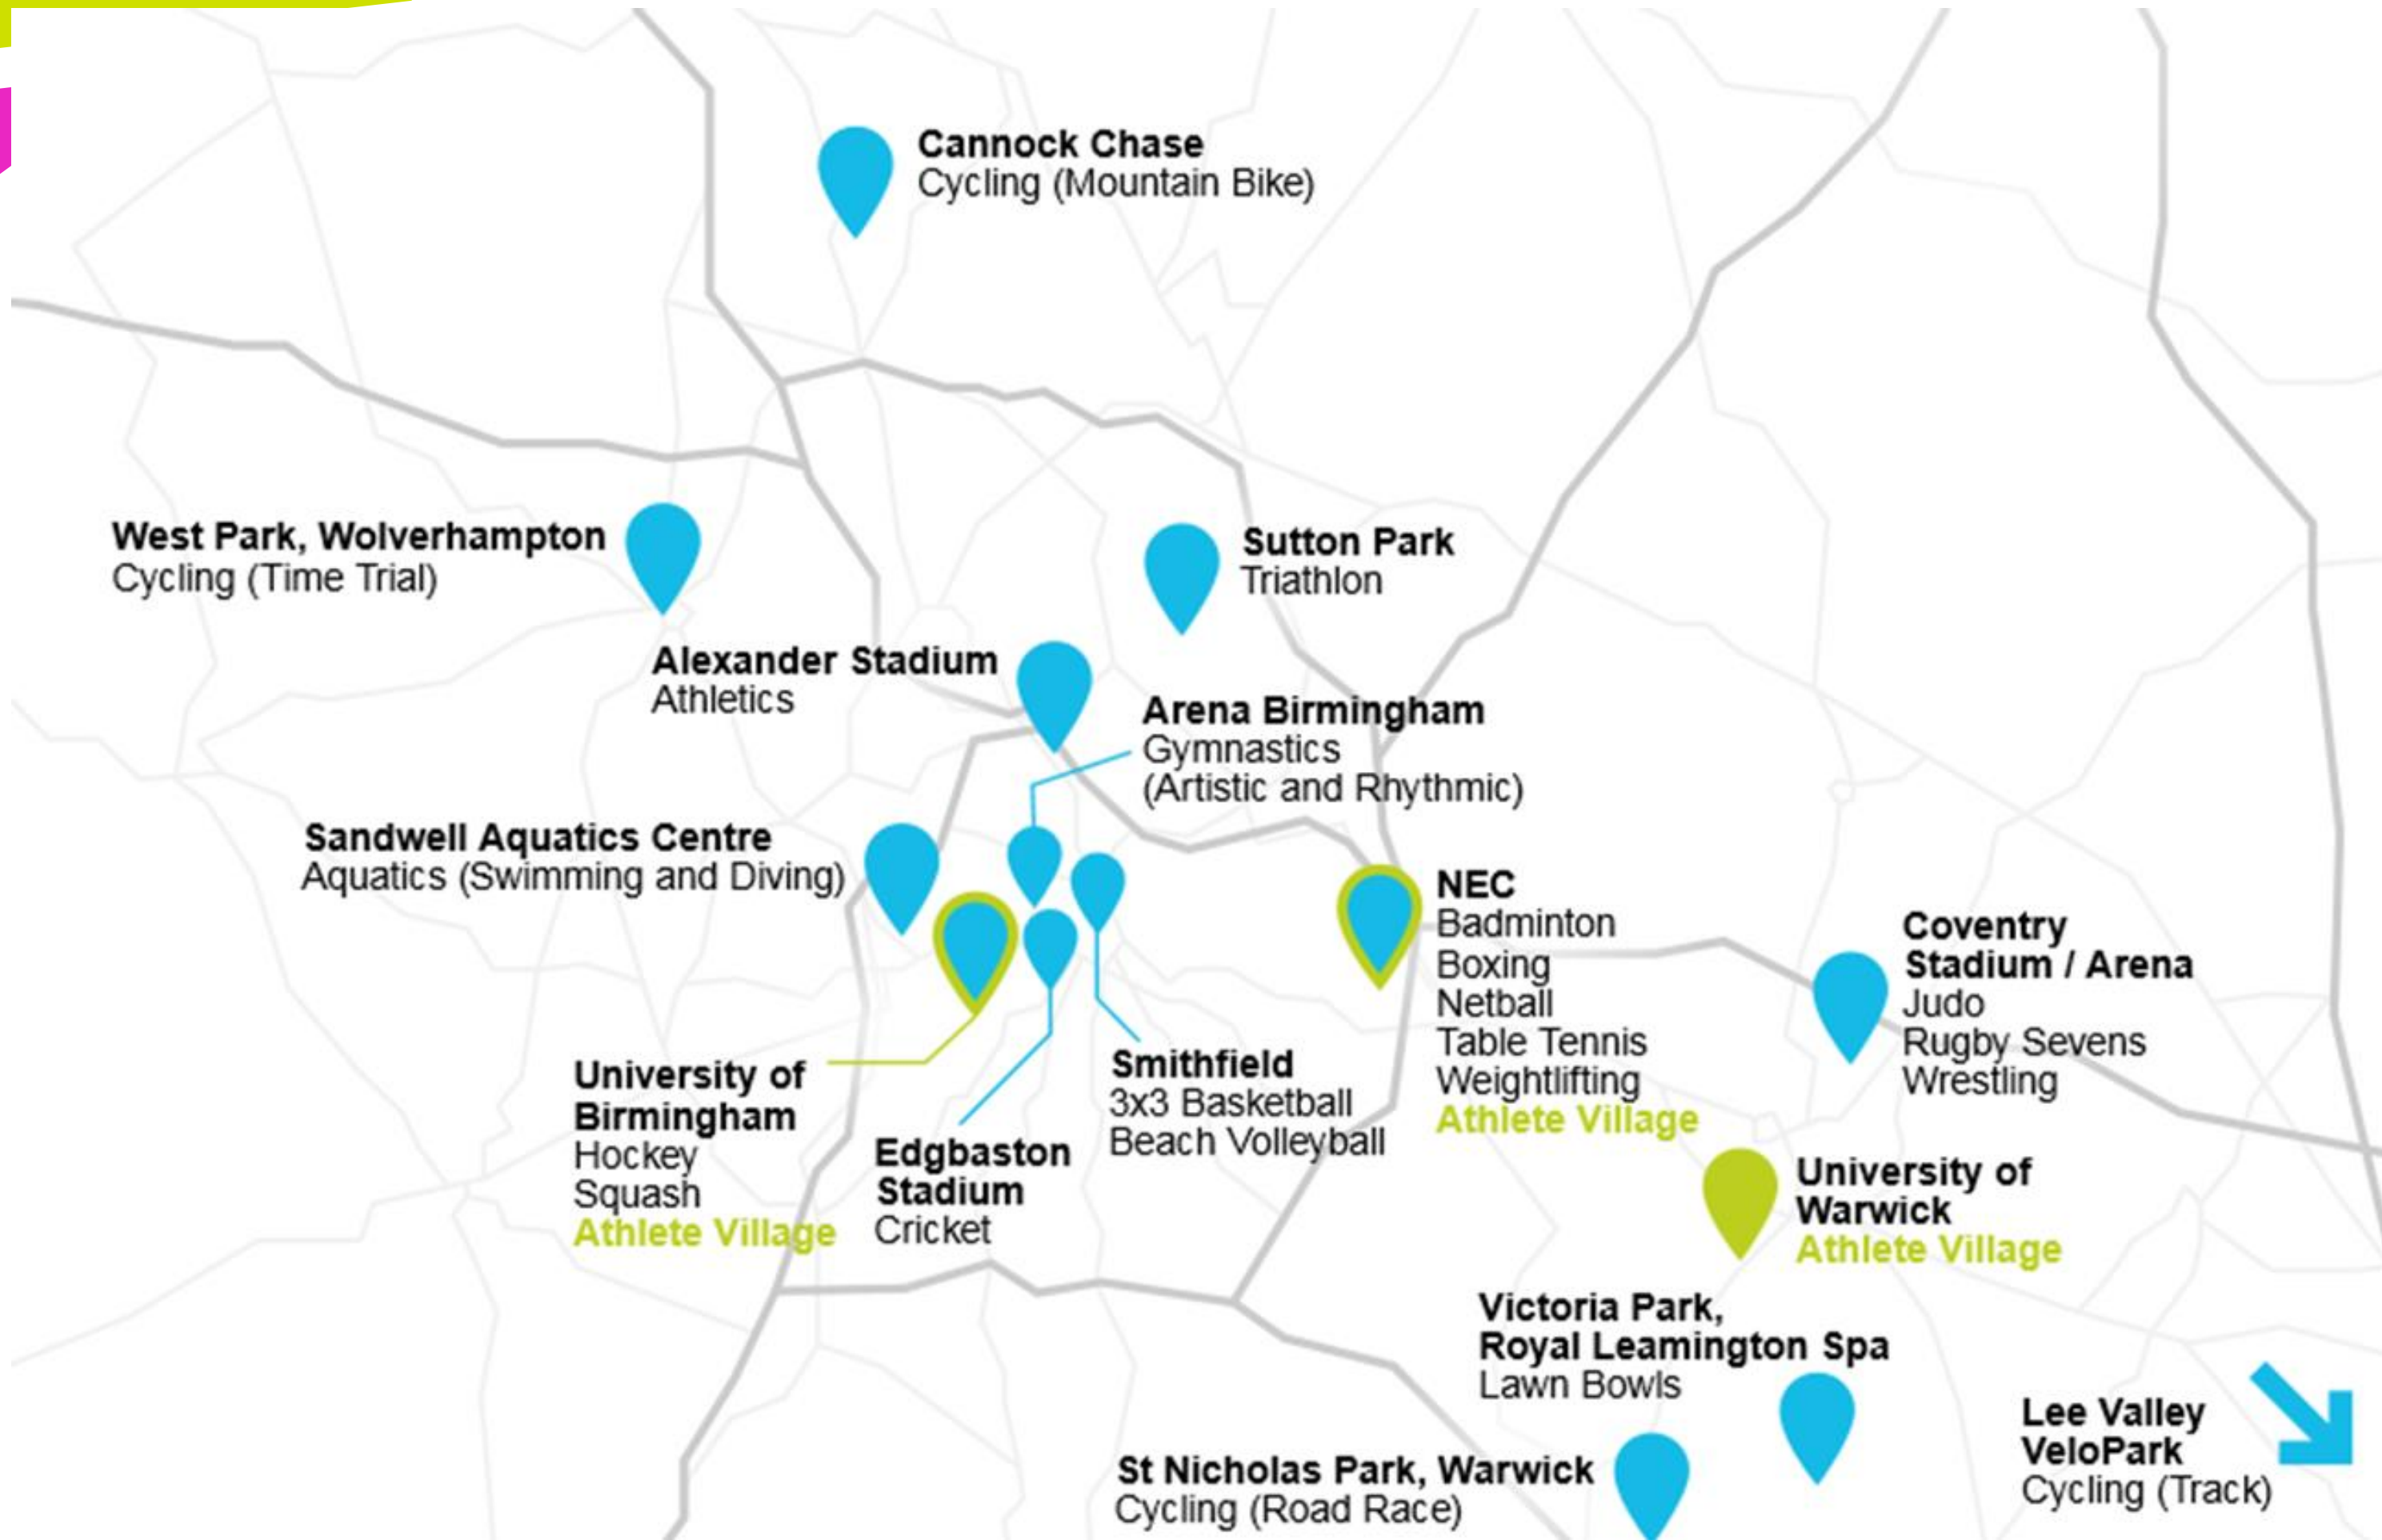 Cannock Chase
Cycling (Mountain Bike)
West Park, Wolverhampton
Cycling (Time Trial)
Sutton Park
Triathlon
Alexander Stadium
Athletics
Arena Birmingham
Gymnastics
(Artistic and Rhythmic)
Sandwell Aquatics Centre
Aquatics (Swimming and Diving)
NEC
Badminton
Boxing
Netball
Table Tennis
Weightlifting
Athlete Village
Coventry
Stadium / Arena
Judo
Rugby Sevens
Wrestling
University of
Birmingham
Hockey
Squash
Athlete Village
Edgbaston
Stadium
Cricket
Smithfield
3x3 Basketball
Beach Volleyball
University of
Warwick
Athlete Village
Victoria Park,
Royal Leamington Spa
Lawn Bowls
St Nicholas Park, Warwick
Cycling (Road Race)
Lee Valley
VeloPark
Cycling (Track)